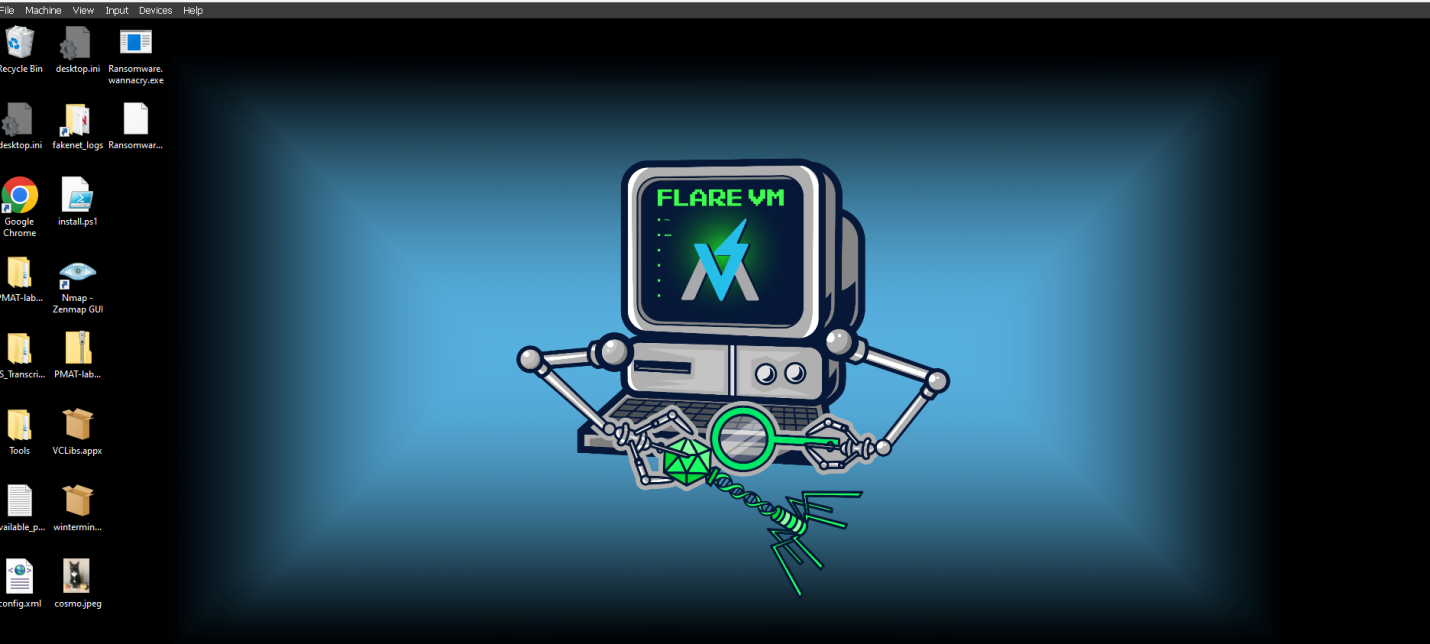 File Machine View Input Devices Help
Recycle Bin
desktop.ini
Ransomware.
wannacry.exe
desktop.ini
fakenet_logs
Ransomwar...
Google
Chrome
install.ps1
PMAT-lab...
Nmap -
Zenmap GUI
PS_Transcri...
PMAT-lab...
Tools
VCLibs.appx
vailable_p...
wintermin...
config.xml
cosmo.jpeg
FLARE VM